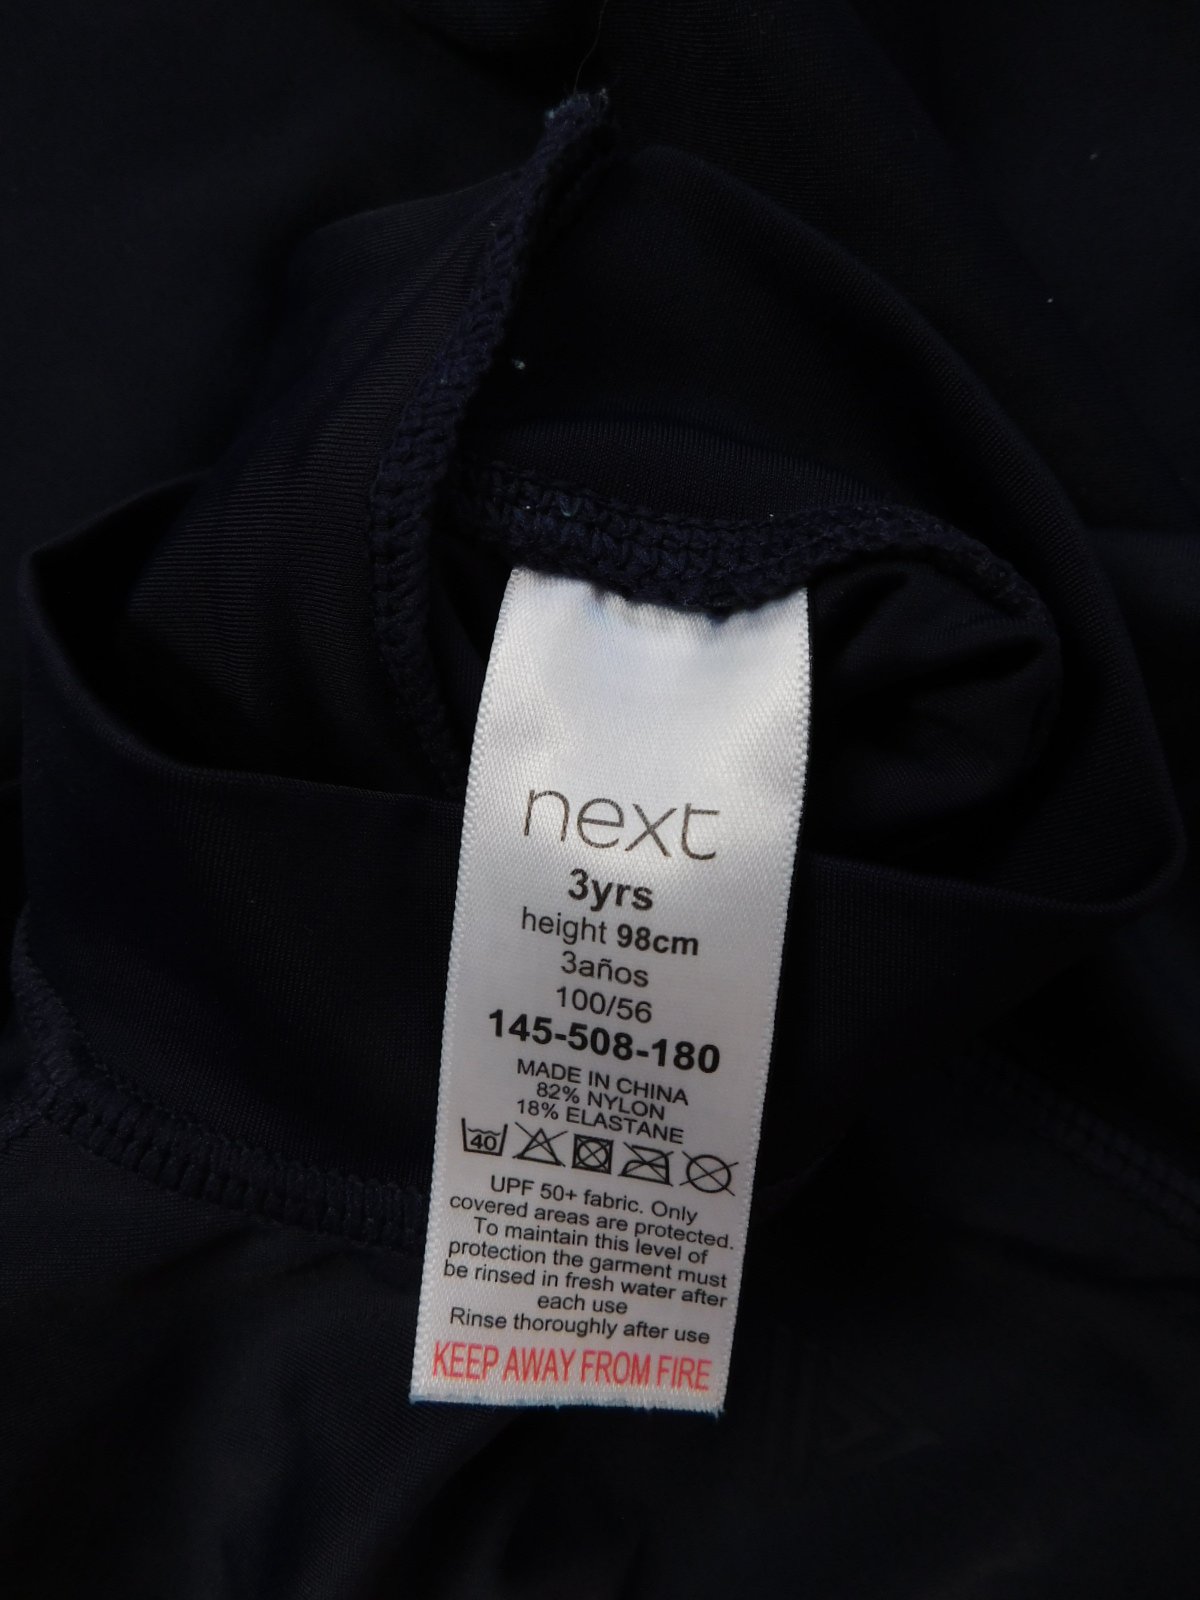 next
3yrs
height 98cm
3años
100/56
145-508-180
MADE IN CHINA
82% NYLON
18% ELASTANE
40
UPF 50+ fabric. Only
covered areas are protected.
To maintain this level of
protection the garment must
be rinsed in fresh water after
each use
Rinse thoroughly after use
KEEP AWAY FROM FIRE